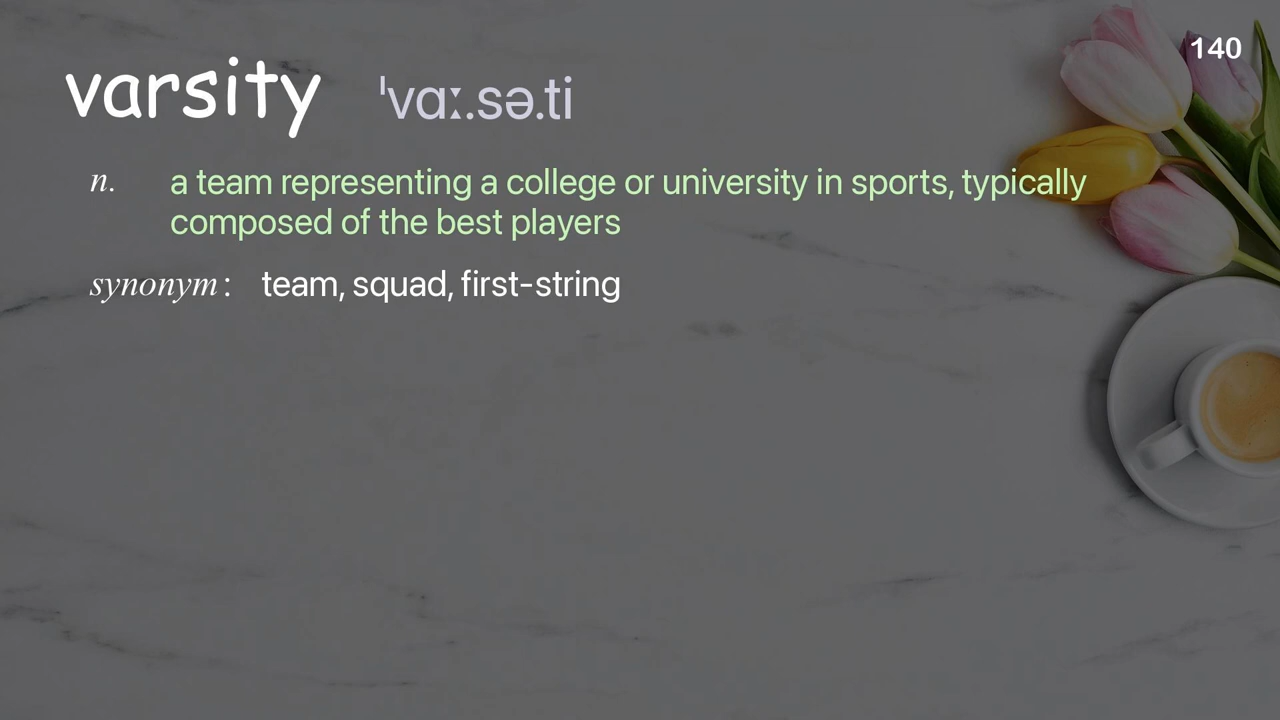 140
varsity ˈvɑː.sə.ti
n. a team representing a college or university in sports, typically
composed of the best players
synonym : team, squad, first-string